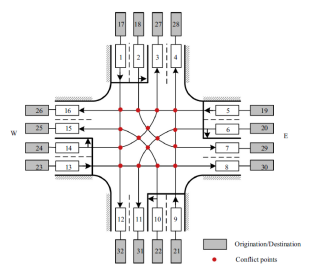 17 18 27 28
1 2 3 4
26 16 5 19
25 15 6 20
W E
24 14 7 29
23 13 8 30
12 11 10 9
32 31 22 21
Origination/Destination
Conflict points